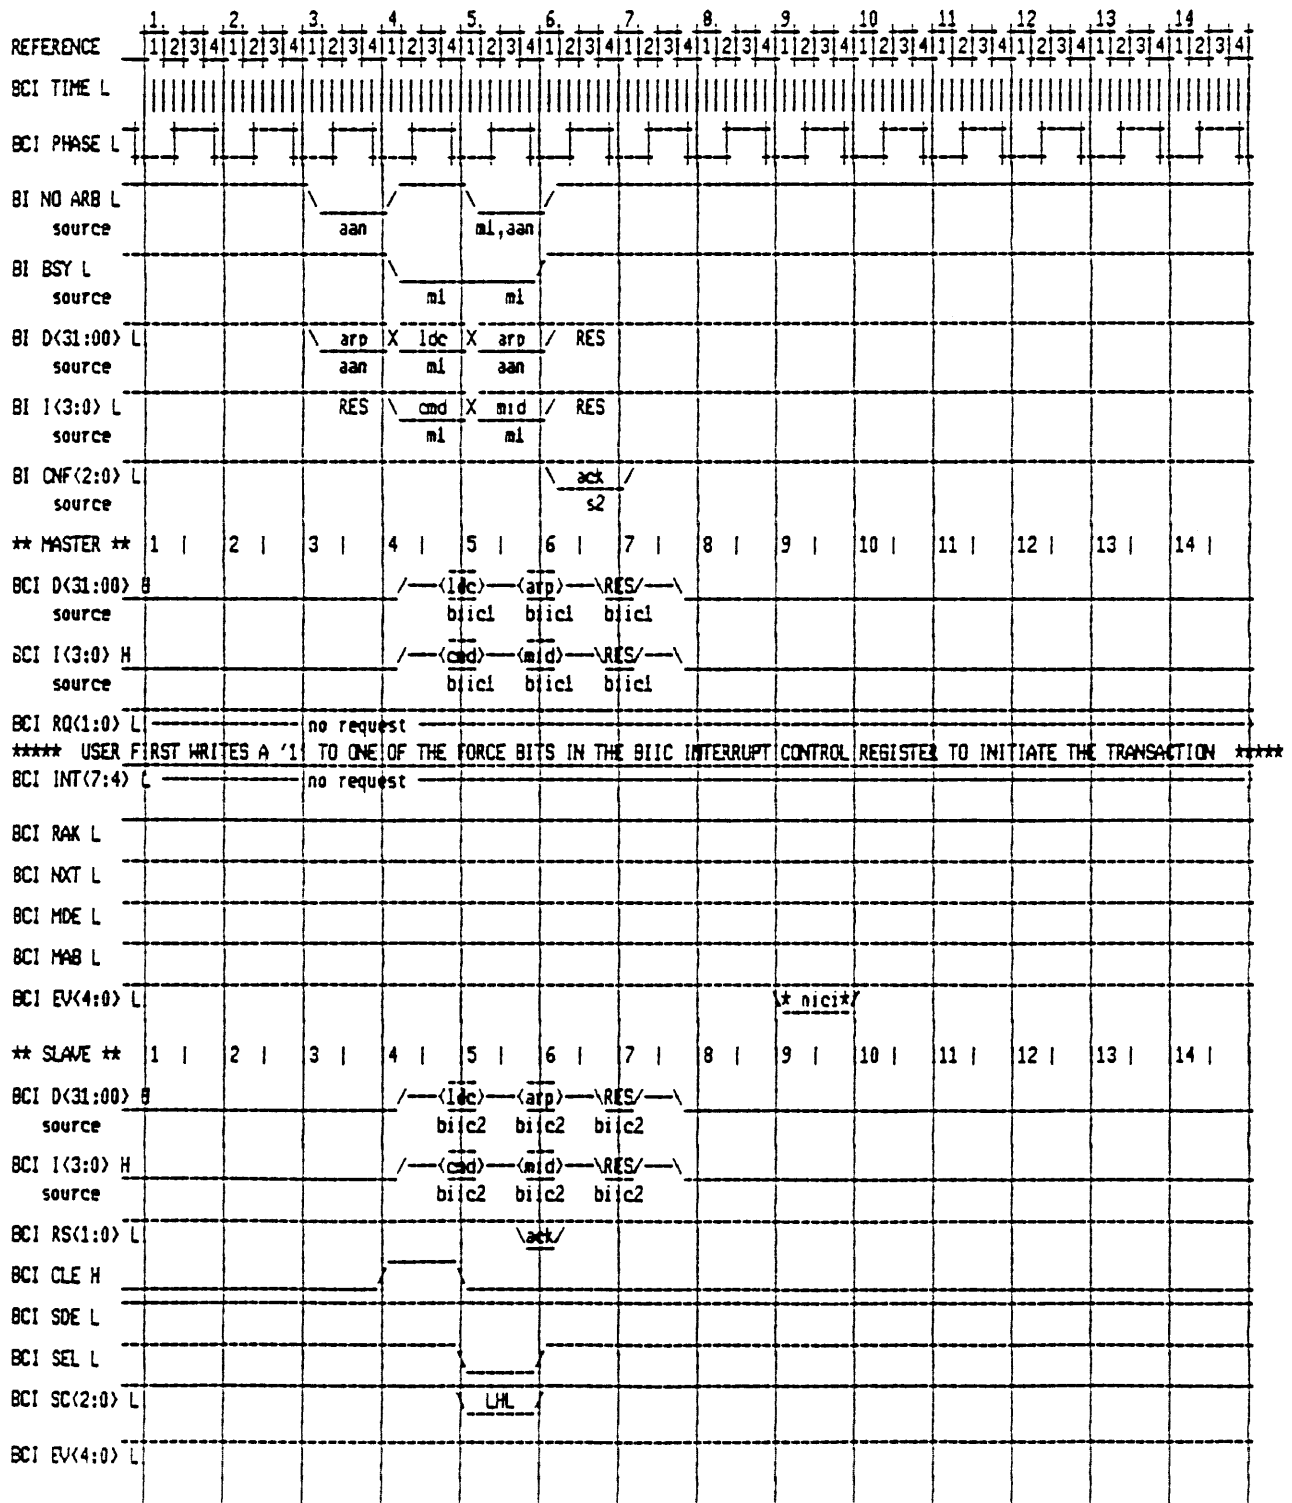 1. 2. 3. 4. 5. 6. 7. 8. 9. 10 11 12 13 14
REFERENCE |1|2|3|4|1|2|3|4|1|2|3|4|1|2|3|4|1|2|3|4|1|2|3|4|1|2|3|4|1|2|3|4|1|2|3|4|1|2|3|4|1|2|3|4|1|2|3|4|1|2|3|4|1|2|3|4|
BCI TIME L
BCI PHASE L
BI NO ARB L
source aan m1,aan
BI BSY L
source m1 m1
BI D<31:00> L \ arp X ldc X arp / RES
source aan m1 aan
BI I<3:0> L RES \ cmd X mid / RES
source m1 m1
BI CNF<2:0> L \ ack /
source s2
** MASTER ** |1 | |2 | 3 | |4 | |5 | |6 | |7 | |8 | |9 | |10 | |11 | |12 | |13 | |14 |
BCI D<31:00> H /—<ldc>—<arp>—\RES/—\
source biic1 biic1 biic1
BCI I<3:0> H /—<cmd>—<mid>—\RES/—\
source biic1 biic1 biic1
BCI RQ<1:0> L no request
***** USER FIRST WRITES A '1' TO ONE OF THE FORCE BITS IN THE BIIC INTERRUPT CONTROL REGISTER TO INITIATE THE TRANSACTION *****
BCI INT<7:4> L no request
BCI RAK L
BCI NXT L
BCI MDE L
BCI MAB L
BCI EV<4:0> L \* nici*/
** SLAVE ** |1 | |2 | 3 | |4 | |5 | |6 | |7 | |8 | |9 | |10 | |11 | |12 | |13 | |14 |
BCI D<31:00> H /—<ldc>—<arp>—\RES/—\
source biic2 biic2 biic2
BCI I<3:0> H /—<cmd>—<mid>—\RES/—\
source biic2 biic2 biic2
BCI RS<1:0> L \ack/
BCI CLE H
BCI SDE L
BCI SEL L
BCI SC<2:0> L \ LHL /
BCI EV<4:0> L